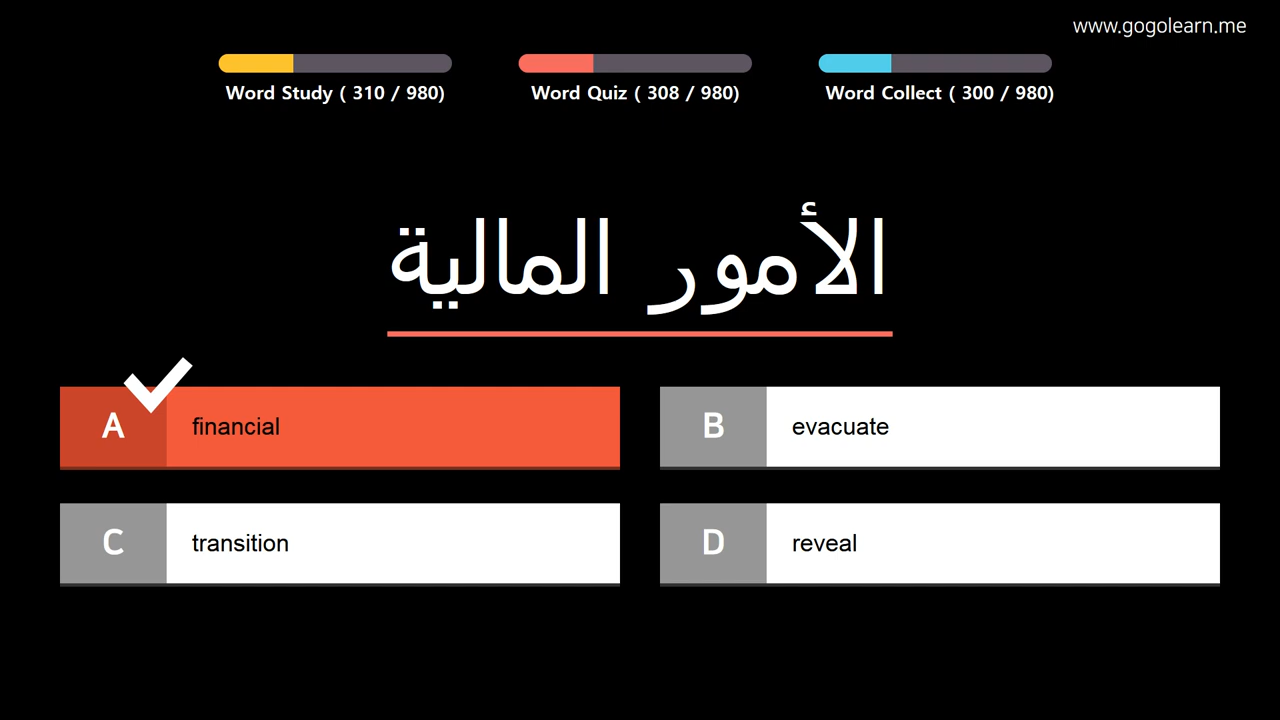 www.gogolearn.me
Word Study ( 310 / 980)
Word Quiz ( 308 / 980)
Word Collect ( 300 / 980)
الأمور المالية
A financial
B evacuate
C transition
D reveal